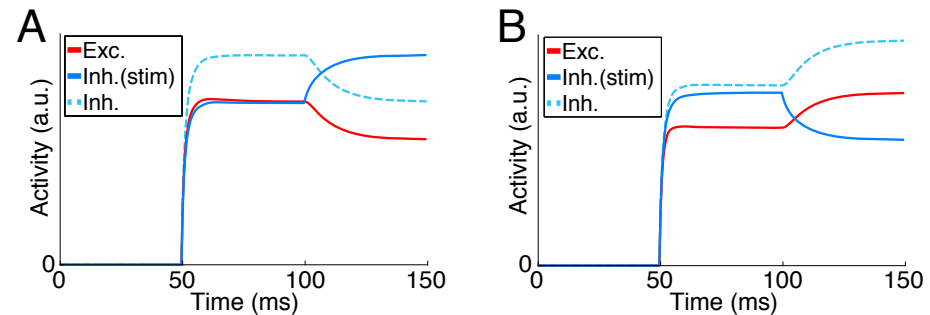 A
Exc.
Inh.(stim)
Inh.
Activity (a.u.)
0
0 50 100 150
Time (ms)
B
Exc.
Inh.(stim)
Inh.
Activity (a.u.)
0
0 50 100 150
Time (ms)